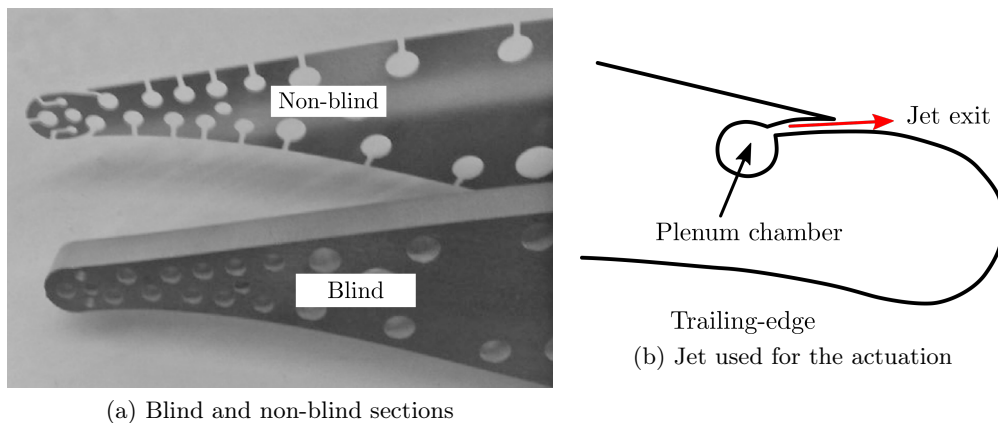 Non-blind
Blind
(a) Blind and non-blind sections
Jet exit
Plenum chamber
Trailing-edge
(b) Jet used for the actuation